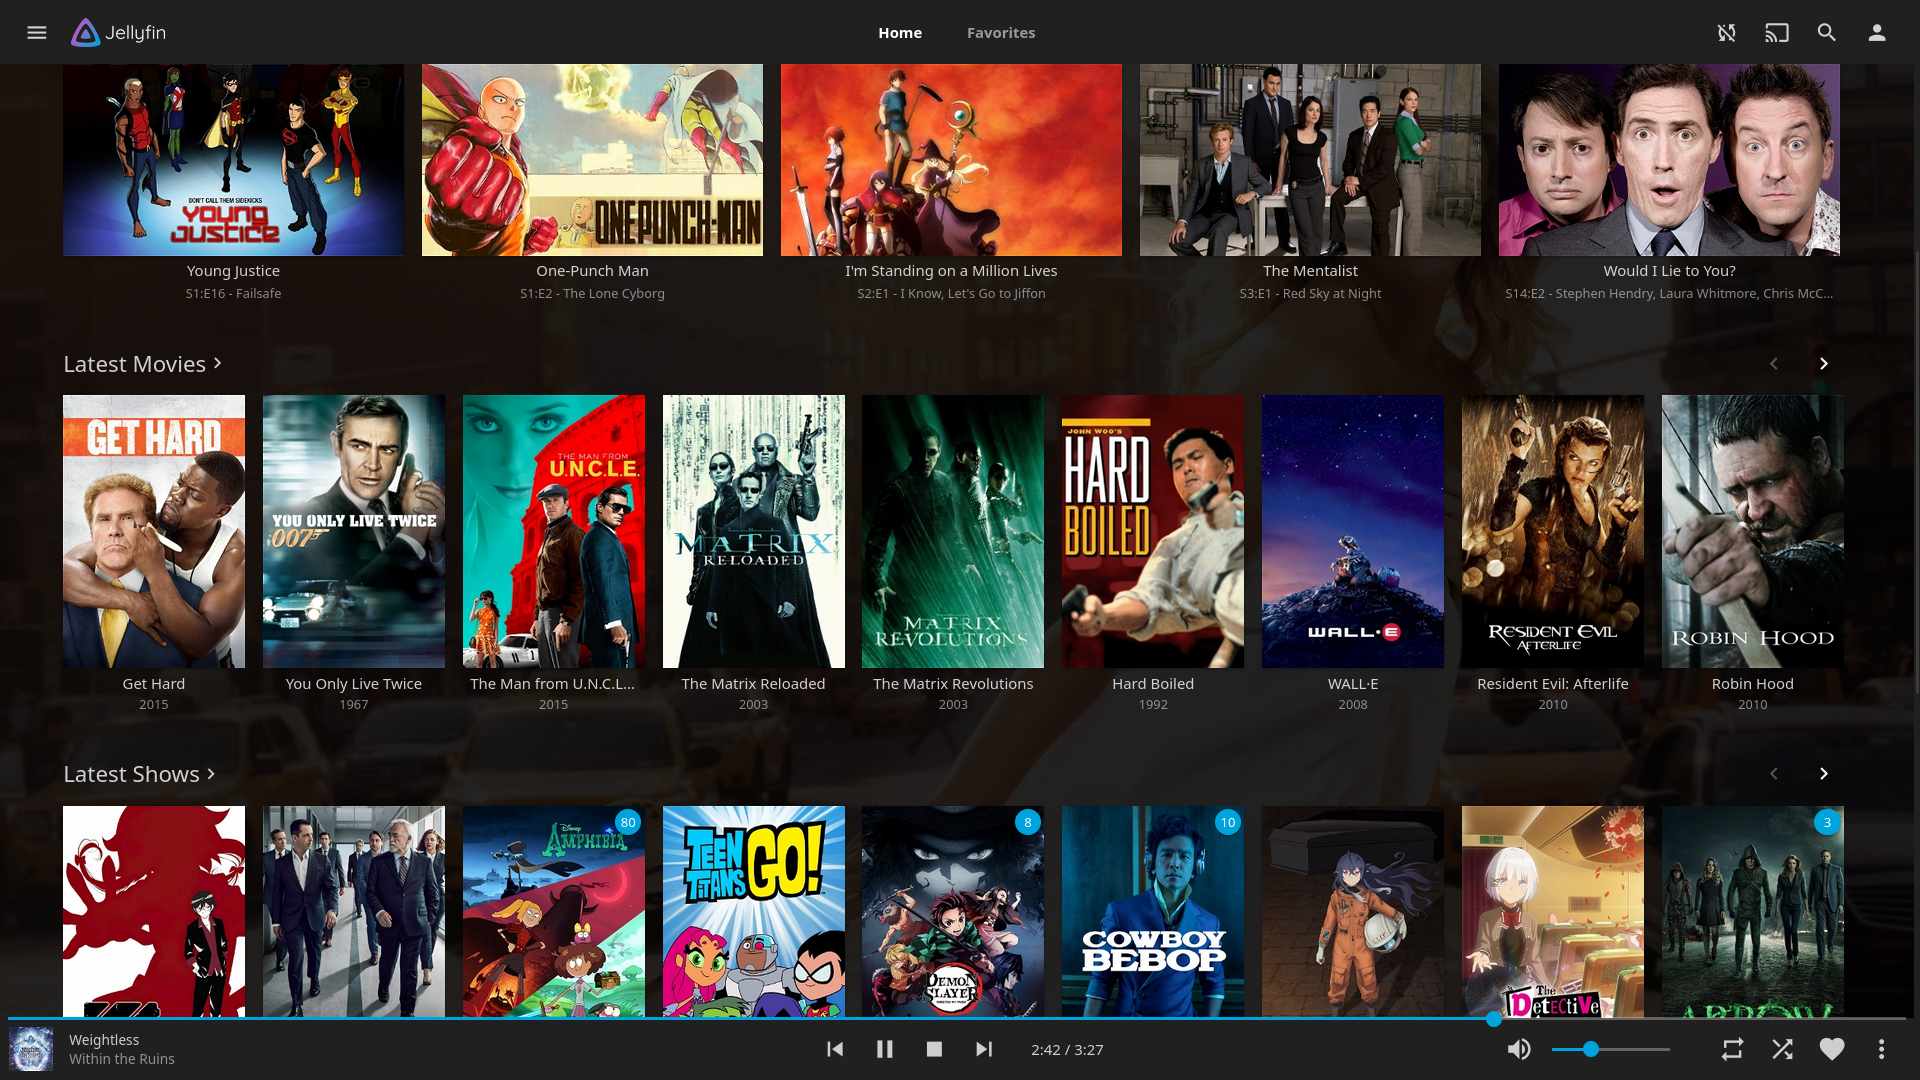 Jellyfin
Home
Favorites
DON'T CALL THEM SIDEKICKS
YOUNG
JUSTICE
ONE PUNCH-MAN
Young Justice
S1:E16 - Failsafe
One-Punch Man
S1:E2 - The Lone Cyborg
I'm Standing on a Million Lives
S2:E1 - I Know, Let's Go to Jiffon
The Mentalist
S3:E1 - Red Sky at Night
Would I Lie to You?
S14:E2 - Stephen Hendry, Laura Whitmore, Chris McC...
Latest Movies
GET HARD
YOU ONLY LIVE TWICE
007
THE MAN FROM
U.N.C.L.E.
MATRIX
RELOADED
MATRIX
REVOLUTIONS
JOHN WOO'S
HARD
BOILED
WALL·E
RESIDENT EVIL
AFTERLIFE
ROBIN HOOD
Get Hard
2015
You Only Live Twice
1967
The Man from U.N.C.L...
2015
The Matrix Reloaded
2003
The Matrix Revolutions
2003
Hard Boiled
1992
WALL·E
2008
Resident Evil: Afterlife
2010
Robin Hood
2010
Latest Shows
80
Disney
AMPHIBIA
TEEN
TITANS
GO!
8
DEMON
SLAYER
10
COWBOY
BEBOP
The
DETECTIVE
3
ARROW
Weightless
Within the Ruins
2:42 / 3:27